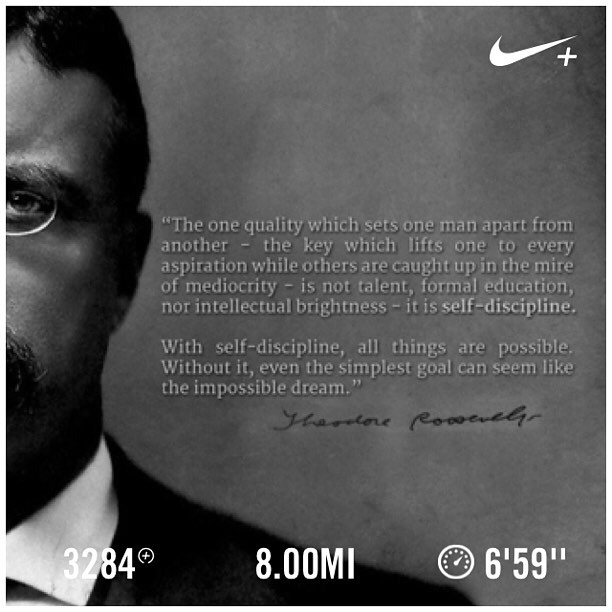 “The one quality which sets one man apart from
another - the key which lifts one to every
aspiration while others are caught up in the mire
of mediocrity - is not talent, formal education,
nor intellectual brightness - it is self-discipline.
With self-discipline, all things are possible.
Without it, even the simplest goal can seem like
the impossible dream.”
Theodore Roosevelt
3284 8.00MI 6'59"